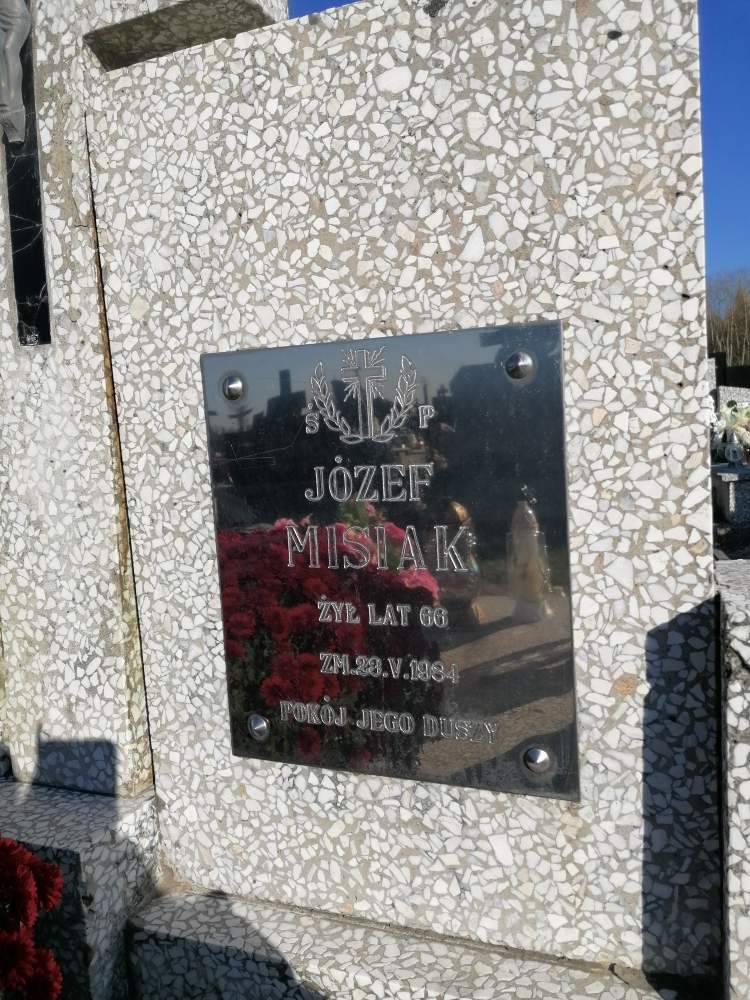 Ś P
JÓZEF
MISIAK
ŻYŁ LAT 66
ZM.28.V.1984
POKÓJ JEGO DUSZY